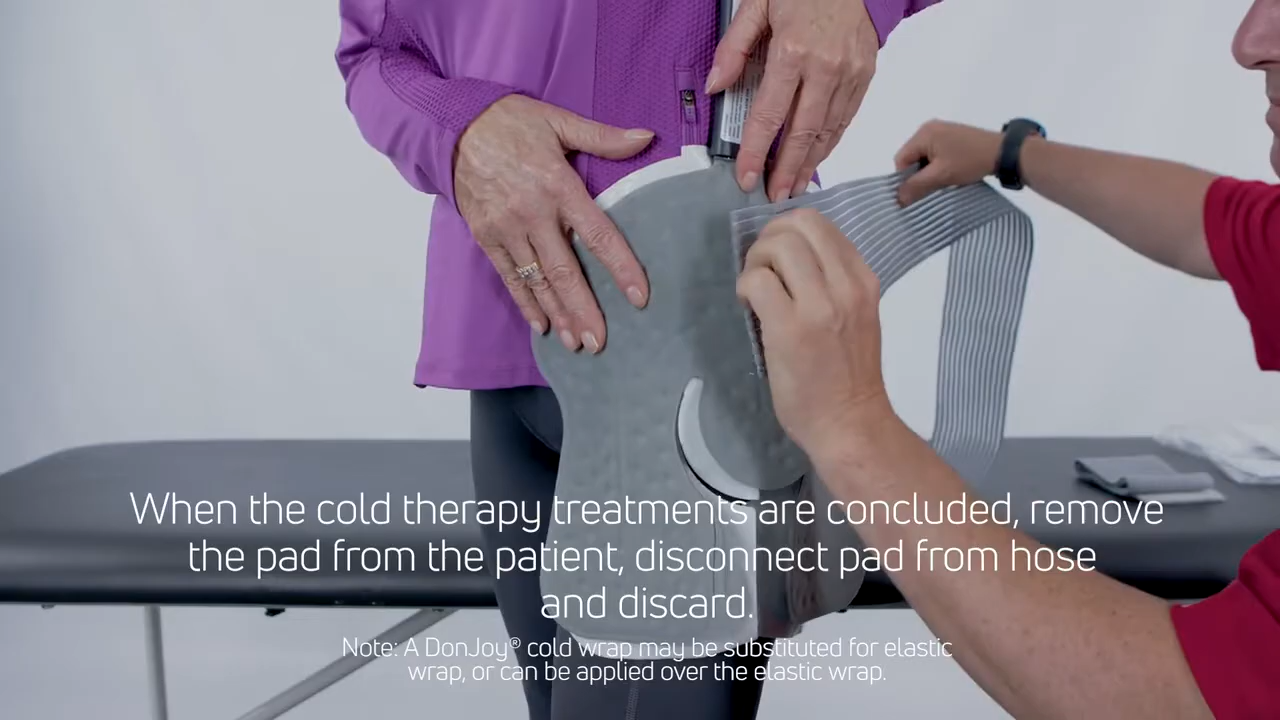 When the cold therapy treatments are concluded, remove
the pad from the patient, disconnect pad from hose
and discard.
Note: A DonJoy® cold wrap may be substituted for elastic
wrap, or can be applied over the elastic wrap.